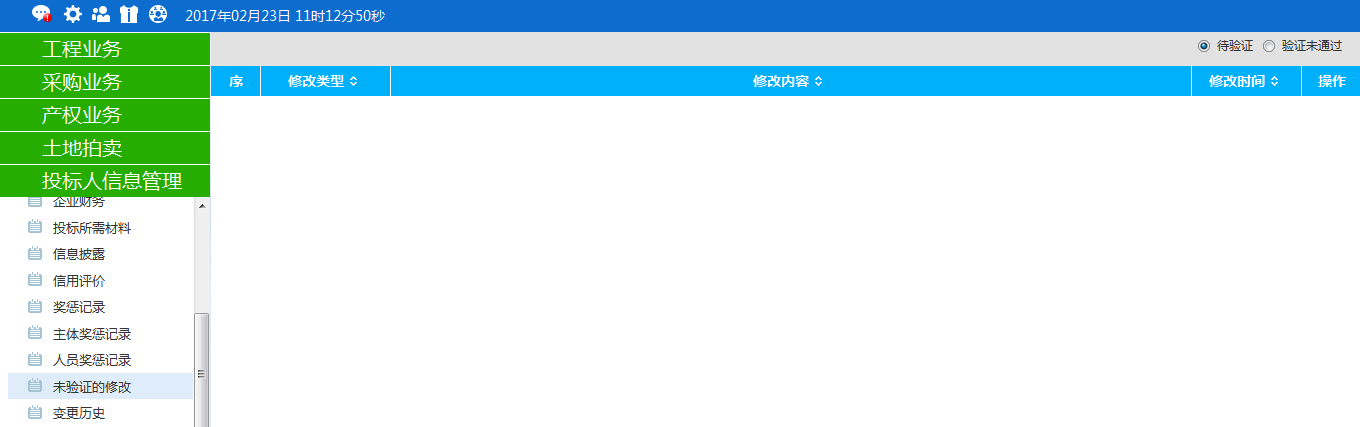 2017年02月23日 11时12分50秒
工程业务
采购业务
产权业务
土地拍卖
投标人信息管理
企业财务
投标所需材料
信息披露
信用评价
奖惩记录
主体奖惩记录
人员奖惩记录
未验证的修改
变更历史
待验证 验证未通过
序 修改类型 修改内容 修改时间 操作